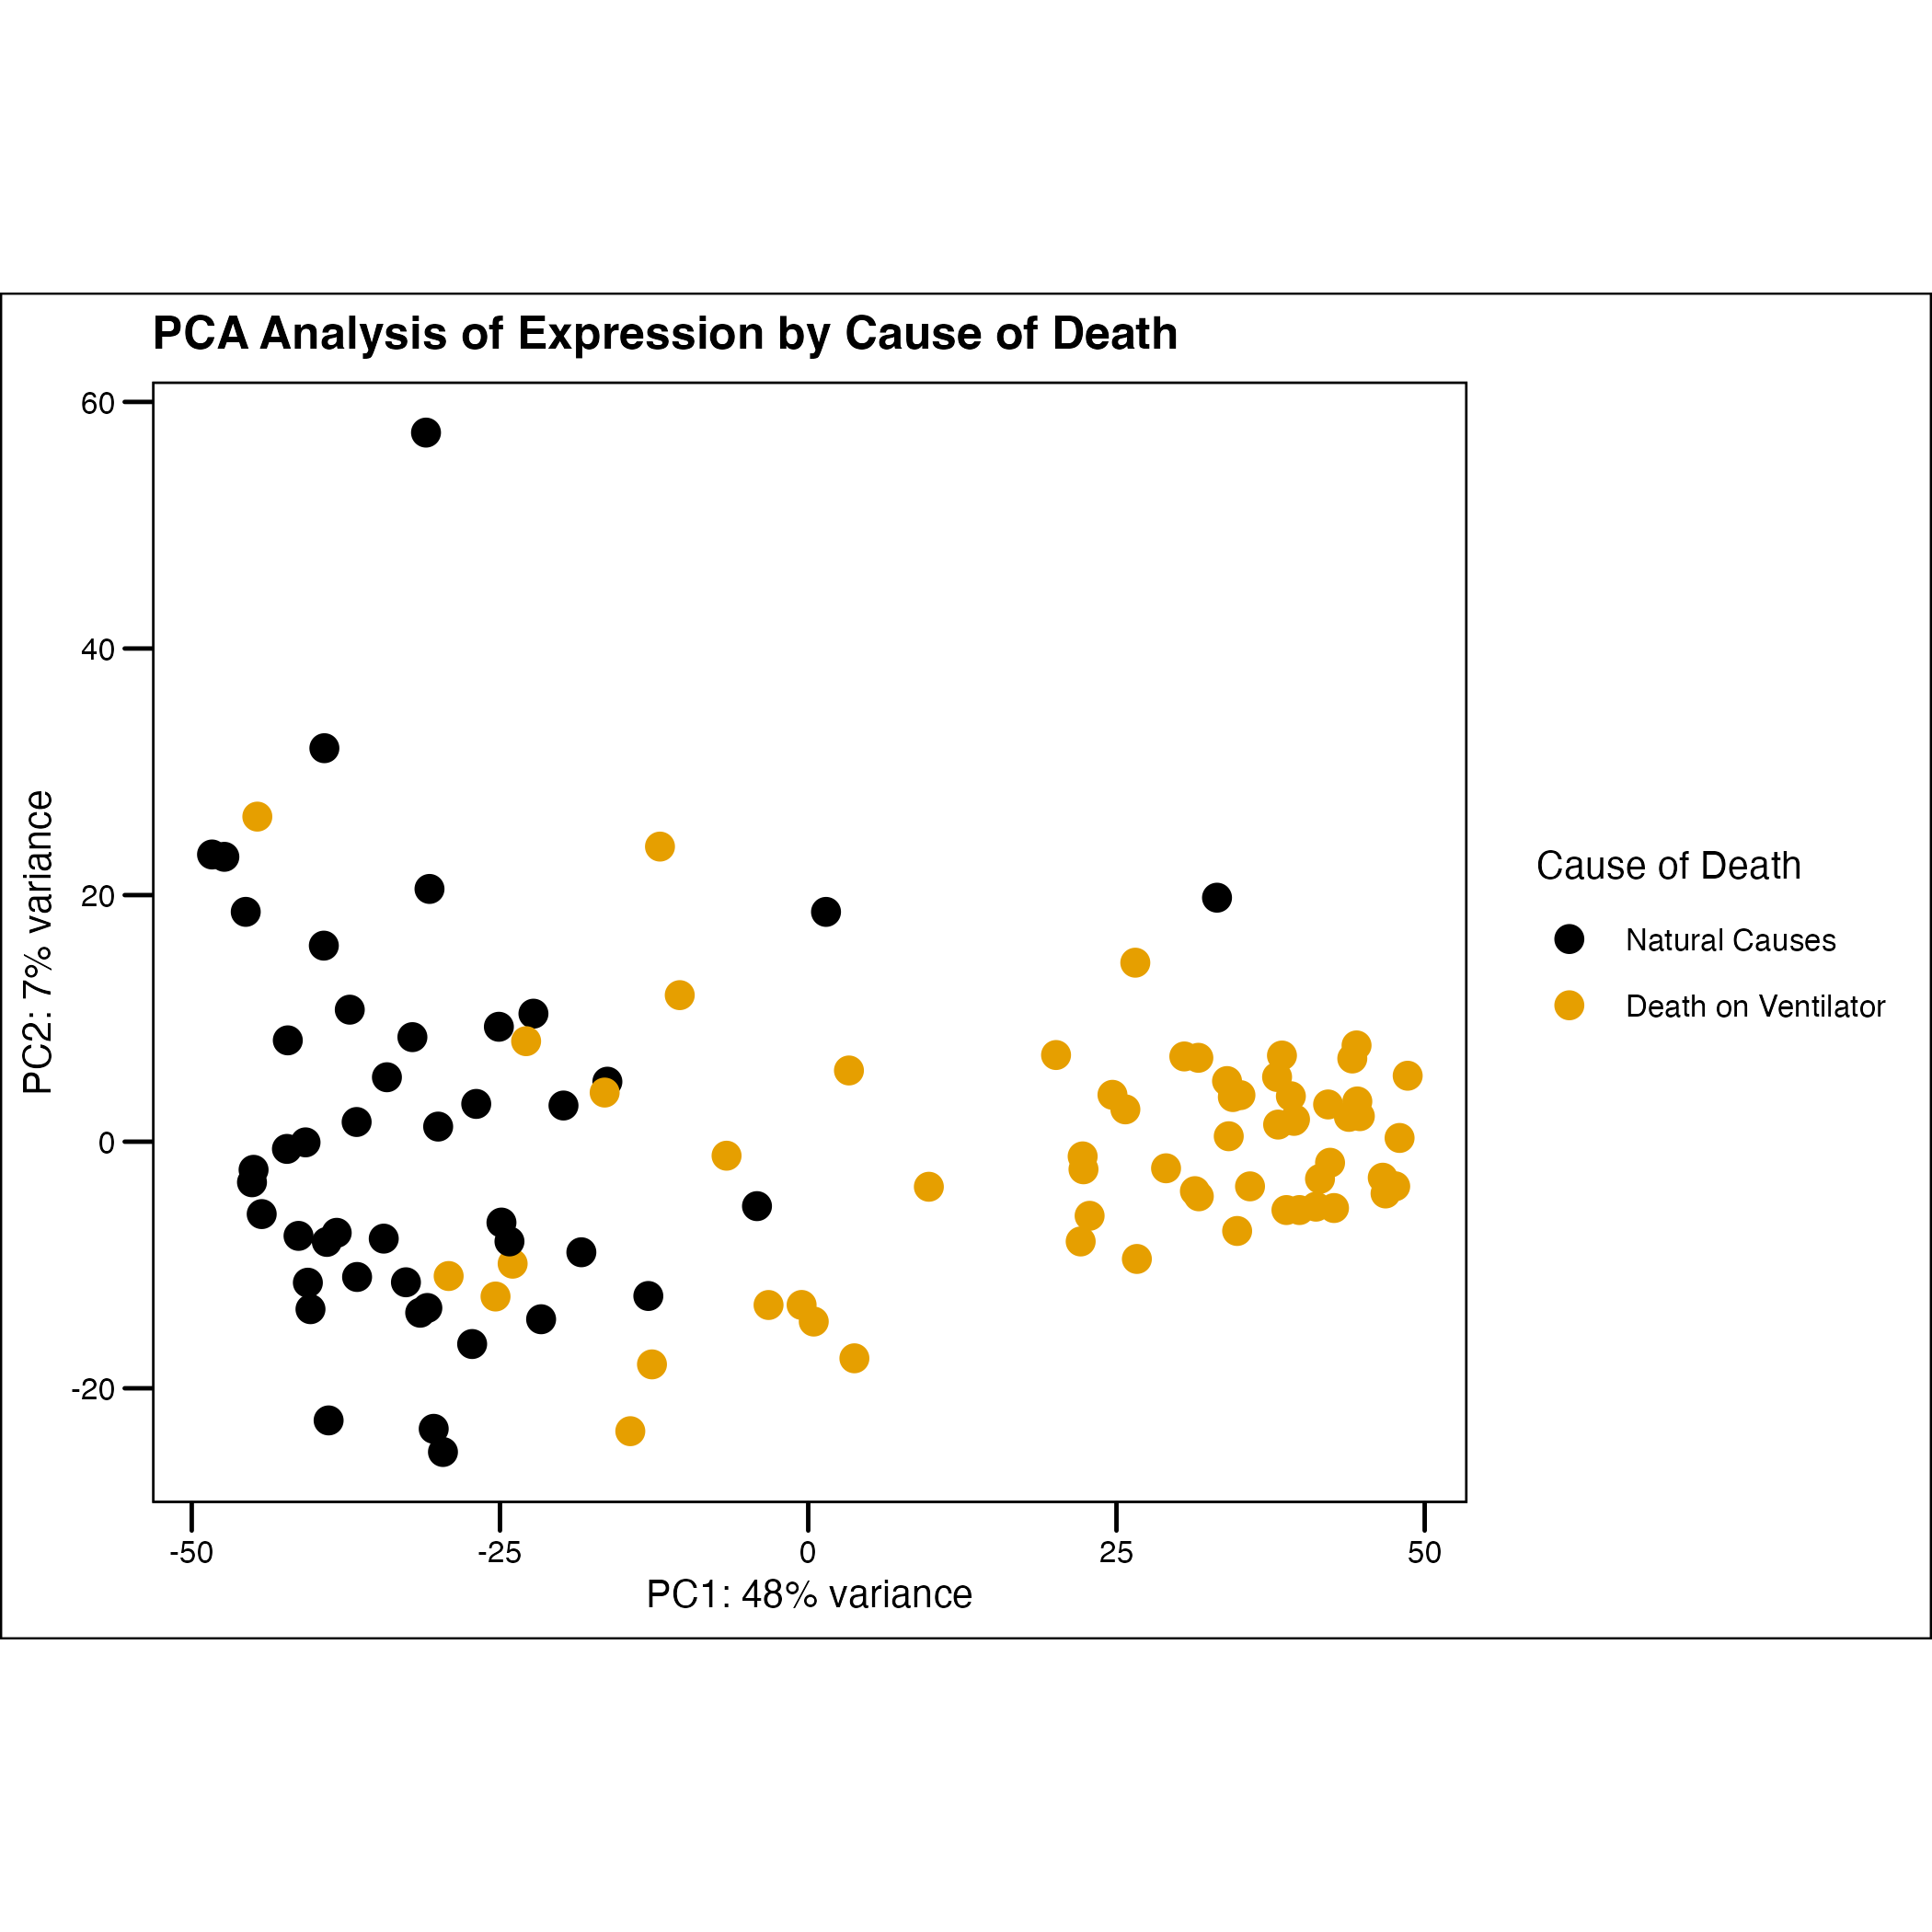 PCA Analysis of Expression by Cause of Death
60
40
20
0
-20
PC2: 7% variance
-50
-25
0
25
50
PC1: 48% variance
Cause of Death
Natural Causes
Death on Ventilator